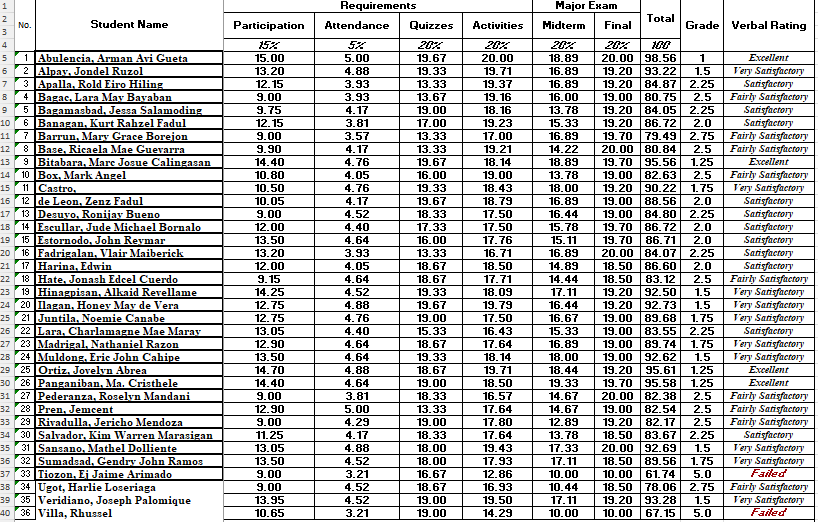 Requirements Major Exam
No. Student Name Participation Attendance Quizzes Activities Midterm Final Total Grade Verbal Rating
15% 5% 20% 20% 20% 20% 100
1 Abulencia, Arman Avi Gueta 15.00 5.00 19.67 20.00 18.89 20.00 98.56 1 Excellent
2 Alpay, Jondel Ruzol 13.20 4.88 19.33 19.71 16.89 19.20 93.22 1.5 Very Satisfactory
3 Apalla, Rold Eiro Hiling 12.15 3.93 13.33 19.37 16.89 19.20 84.87 2.25 Satisfactory
4 Bagac, Lara May Bayaban 9.00 3.93 13.67 19.16 16.00 19.00 80.75 2.5 Fairly Satisfactory
5 Bagamasbad, Jessa Salamoding 9.75 4.17 19.00 18.16 13.78 19.20 84.05 2.25 Satisfactory
6 Banagan, Kurt Rahzel Fadul 12.15 3.81 17.00 19.23 15.33 19.20 86.72 2.0 Satisfactory
7 Barrun, Mary Grace Borejon 9.00 3.57 13.33 17.00 16.89 19.70 79.49 2.75 Fairly Satisfactory
8 Base, Ricaela Mae Guevarra 9.90 4.17 13.33 19.21 14.22 20.00 80.84 2.5 Fairly Satisfactory
9 Bitabara, Marc Josue Calingasan 14.40 4.76 19.67 18.14 18.89 19.70 95.56 1.25 Excellent
10 Box, Mark Angel 10.80 4.05 16.00 19.00 13.78 19.00 82.63 2.5 Fairly Satisfactory
11 Castro, 10.50 4.76 19.33 18.43 18.00 19.20 90.22 1.75 Very Satisfactory
12 de Leon, Zenz Fadul 10.05 4.17 19.67 18.79 16.89 19.00 88.56 2.0 Satisfactory
13 Desuyo, Ronijay Bueno 9.00 4.52 18.33 17.50 16.44 19.00 84.80 2.25 Satisfactory
14 Escullar, Jude Michael Bornalo 12.00 4.40 17.33 17.50 15.78 19.70 86.72 2.0 Satisfactory
15 Estornodo, John Reymar 13.50 4.64 16.00 17.76 15.11 19.70 86.71 2.0 Satisfactory
16 Fadrigalan, Vlair Maiberick 13.20 3.93 13.33 16.71 16.89 20.00 84.07 2.25 Satisfactory
17 Harina, Edwin 12.00 4.05 18.67 18.50 14.89 18.50 86.60 2.0 Satisfactory
18 Hate, Jonash Edcel Cuerdo 9.15 4.64 18.67 17.71 14.44 18.50 83.12 2.5 Fairly Satisfactory
19 Hinagpisan, Alkaid Revellame 14.25 4.52 19.33 18.09 17.11 19.20 92.50 1.5 Very Satisfactory
20 Ilagan, Honey May de Vera 12.75 4.88 19.67 19.79 16.44 19.20 92.73 1.5 Very Satisfactory
21 Juntila, Noemie Canabe 12.75 4.76 19.00 17.50 16.67 19.00 89.68 1.75 Very Satisfactory
22 Lara, Charlamagne Mae Maray 13.05 4.40 15.33 16.43 15.33 19.00 83.55 2.25 Satisfactory
23 Madrigal, Nathaniel Razon 12.90 4.64 18.67 17.64 16.89 19.00 89.74 1.75 Very Satisfactory
24 Muldong, Eric John Cahipe 13.50 4.64 19.33 18.14 18.00 19.00 92.62 1.5 Very Satisfactory
25 Ortiz, Jovelyn Abrea 14.70 4.88 18.67 19.71 18.44 19.20 95.61 1.25 Excellent
26 Panganiban, Ma. Cristhele 14.40 4.64 19.00 18.50 19.33 19.70 95.58 1.25 Excellent
27 Pederanza, Roselyn Mandani 9.00 3.81 18.33 16.57 14.67 20.00 82.38 2.5 Fairly Satisfactory
28 Pren, Jemcent 12.90 5.00 13.33 17.64 14.67 19.00 82.54 2.5 Fairly Satisfactory
29 Rivadulla, Jericho Mendoza 9.00 4.29 19.00 17.80 12.89 19.20 82.17 2.5 Fairly Satisfactory
30 Salvador, Kim Warren Marasigan 11.25 4.17 18.33 17.64 13.78 18.50 83.67 2.25 Satisfactory
31 Sansano, Mathel Dolliente 13.05 4.88 18.00 19.43 17.33 20.00 92.69 1.5 Very Satisfactory
32 Sumadsad, Gendry John Ramos 13.50 4.52 18.00 17.93 17.11 18.50 89.56 1.75 Very Satisfactory
33 Tiozon, Ej Jaime Arimado 9.00 3.21 16.67 12.86 10.00 10.00 61.74 5.0 Failed
34 Ugot, Harlie Loseriaga 9.00 4.52 18.67 16.93 10.44 18.50 78.06 2.75 Fairly Satisfactory
35 Veridiano, Joseph Palomique 13.95 4.52 19.00 19.50 17.11 19.20 93.28 1.5 Very Satisfactory
36 Villa, Rhussel 10.65 3.21 19.00 14.29 10.00 10.00 67.15 5.0 Failed